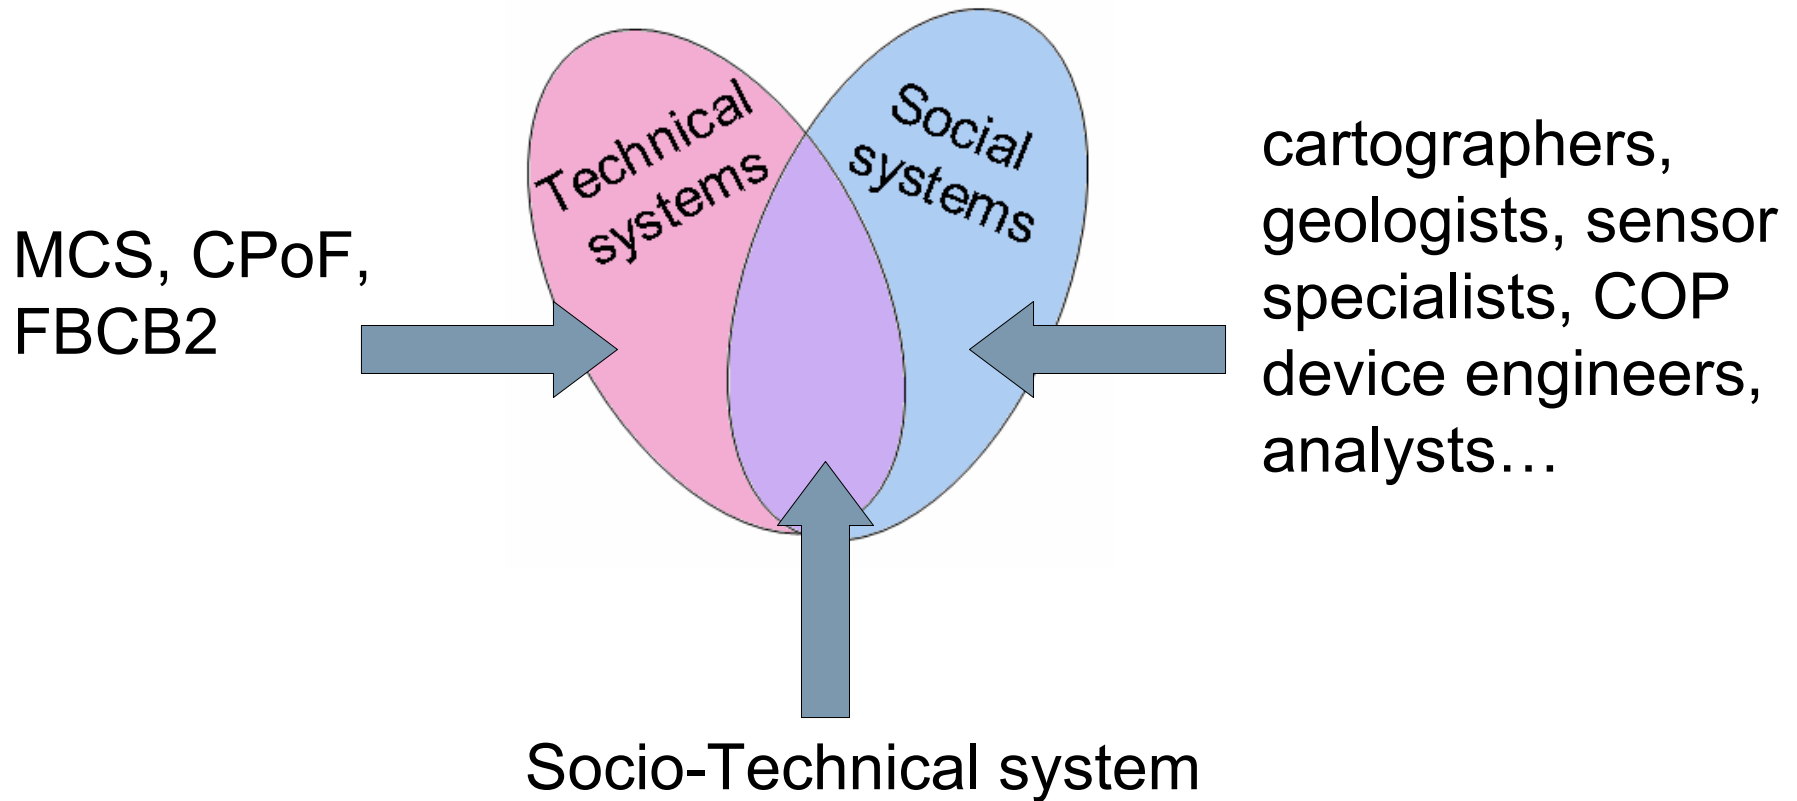 Technical
systems
Social
systems
MCS, CPoF,
FBCB2
cartographers,
geologists, sensor
specialists, COP
device engineers,
analysts…
Socio-Technical system